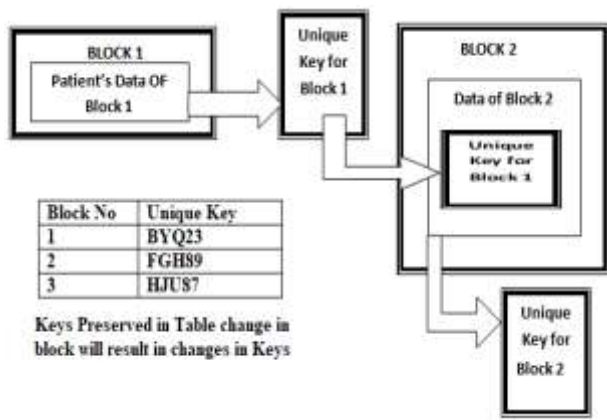 BLOCK 1
Patient's Data OF
Block 1
Unique
Key for
Block 1
BLOCK 2
Data of Block 2
Unique
Key for
Block 1
Block No Unique Key
1 BYQ23
2 FGH89
3 HJU87
Keys Preserved in Table change in
block will result in changes in Keys
Unique
Key for
Block 2